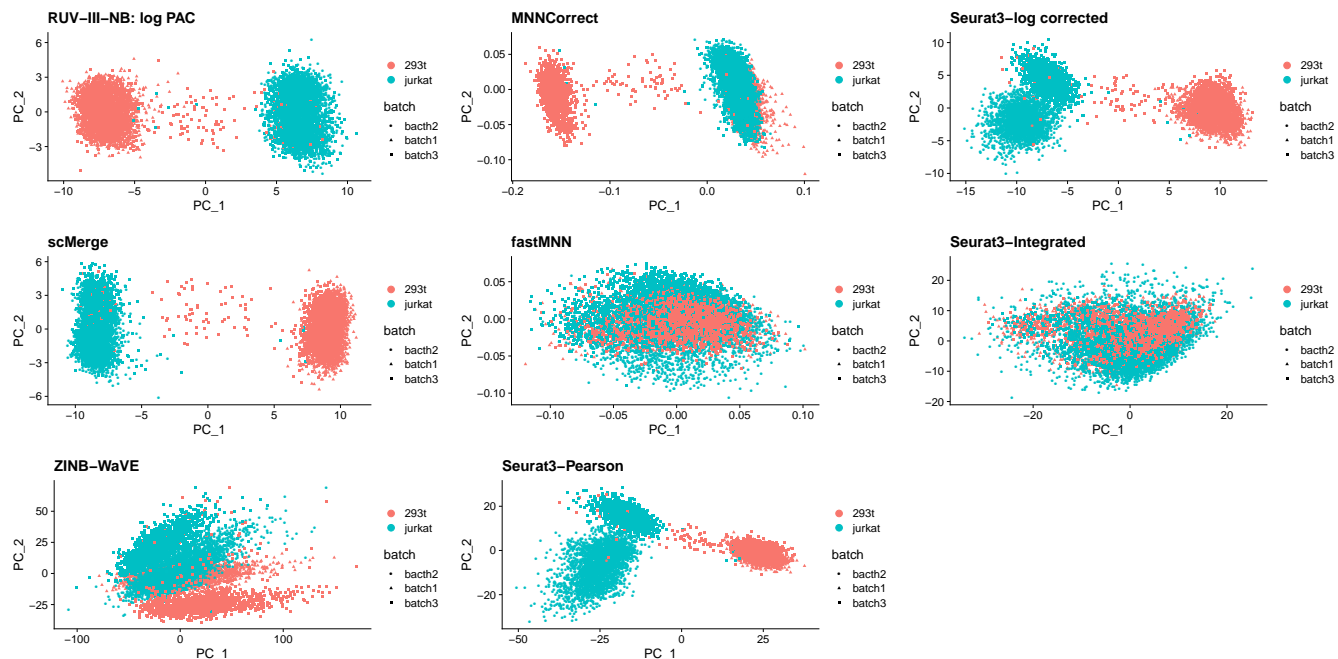 RUV−III−NB: log PAC
6
3
0
−3
−10
−5
0
5
10
PC_1
PC_2
293t
jurkat
batch
bacth2
batch1
batch3
MNNCorrect
0.05
0.00
−0.05
−0.10
−0.2
−0.1
0.0
0.1
PC_1
PC_2
293t
jurkat
batch
bacth2
batch1
batch3
Seurat3−log corrected
10
5
0
−5
−10
−15
−10
−5
0
5
10
PC_1
PC_2
293t
jurkat
batch
bacth2
batch1
batch3
scMerge
6
3
0
−3
−6
−10
−5
0
5
10
PC_1
PC_2
293t
jurkat
batch
bacth2
batch1
batch3
fastMNN
0.05
0.00
−0.05
−0.10
−0.10
−0.05
0.00
0.05
0.10
PC_1
PC_2
293t
jurkat
batch
bacth2
batch1
batch3
Seurat3−Integrated
20
10
0
−10
−20
−20
0
20
PC_1
PC_2
293t
jurkat
batch
bacth2
batch1
batch3
ZINB−WaVE
50
25
0
−25
−100
0
100
PC_1
PC_2
293t
jurkat
batch
bacth2
batch1
batch3
Seurat3−Pearson
20
0
−20
−50
−25
0
25
PC_1
PC_2
293t
jurkat
batch
bacth2
batch1
batch3